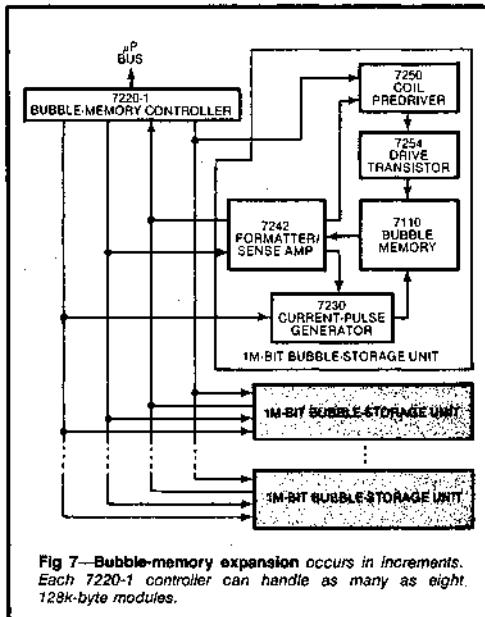 μP
BUS
7220-1
BUBBLE-MEMORY CONTROLLER
7250
COIL
PREDRIVER
7254
DRIVE
TRANSISTOR
7242
FORMATTER/
SENSE AMP
7110
BUBBLE
MEMORY
7230
CURRENT-PULSE
GENERATOR
1M-BIT BUBBLE-STORAGE UNIT
1M-BIT BUBBLE-STORAGE UNIT
1M-BIT BUBBLE-STORAGE UNIT
Fig 7—Bubble-memory expansion occurs in increments.
Each 7220-1 controller can handle as many as eight
128k-byte modules.